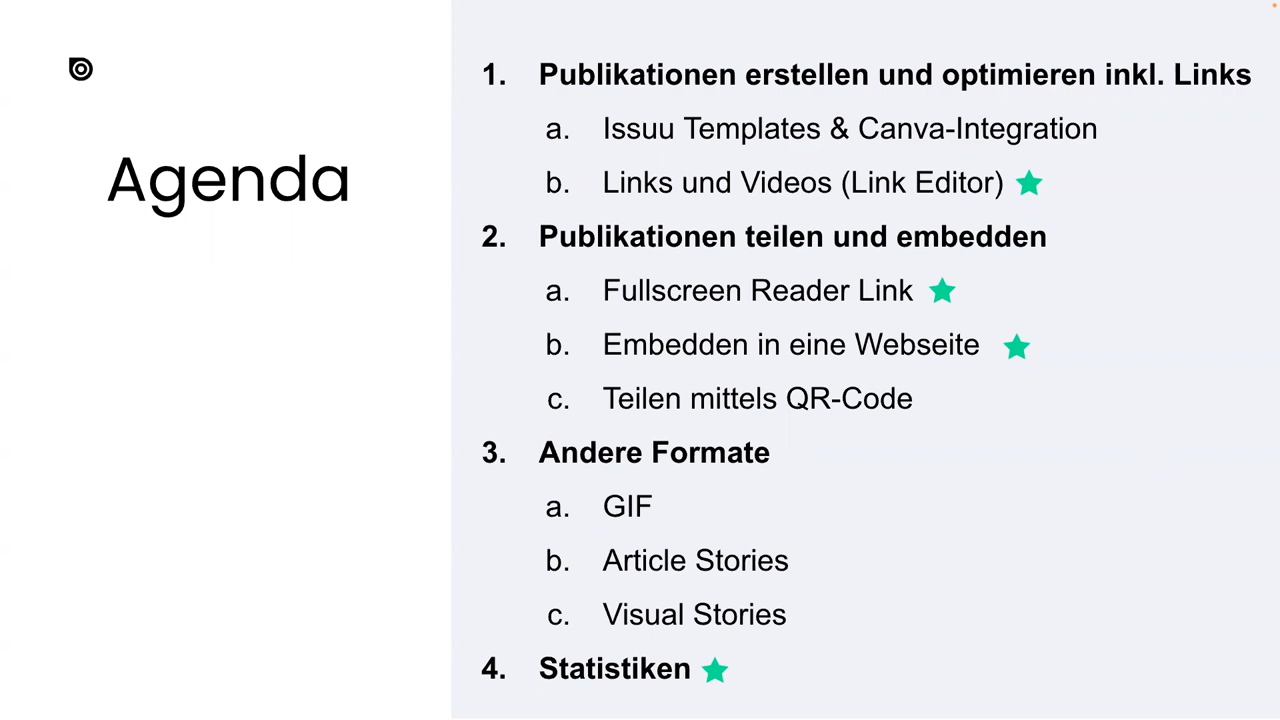 Agenda
1. Publikationen erstellen und optimieren inkl. Links
a. Issuu Templates & Canva-Integration
b. Links und Videos (Link Editor)
2. Publikationen teilen und embedden
a. Fullscreen Reader Link
b. Embedden in eine Webseite
c. Teilen mittels QR-Code
3. Andere Formate
a. GIF
b. Article Stories
c. Visual Stories
4. Statistiken